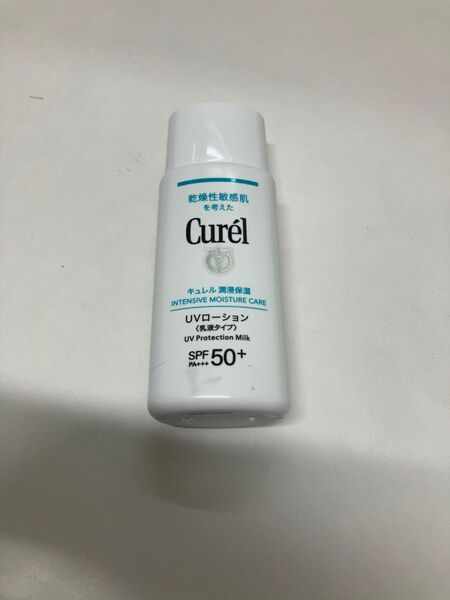 乾燥性敏感肌
を考えた
Curél
キュレル 潤浸保湿
INTENSIVE MOISTURE CARE
UVローション
〈乳液タイプ〉
UV Protection Milk
SPF 50+
PA+++